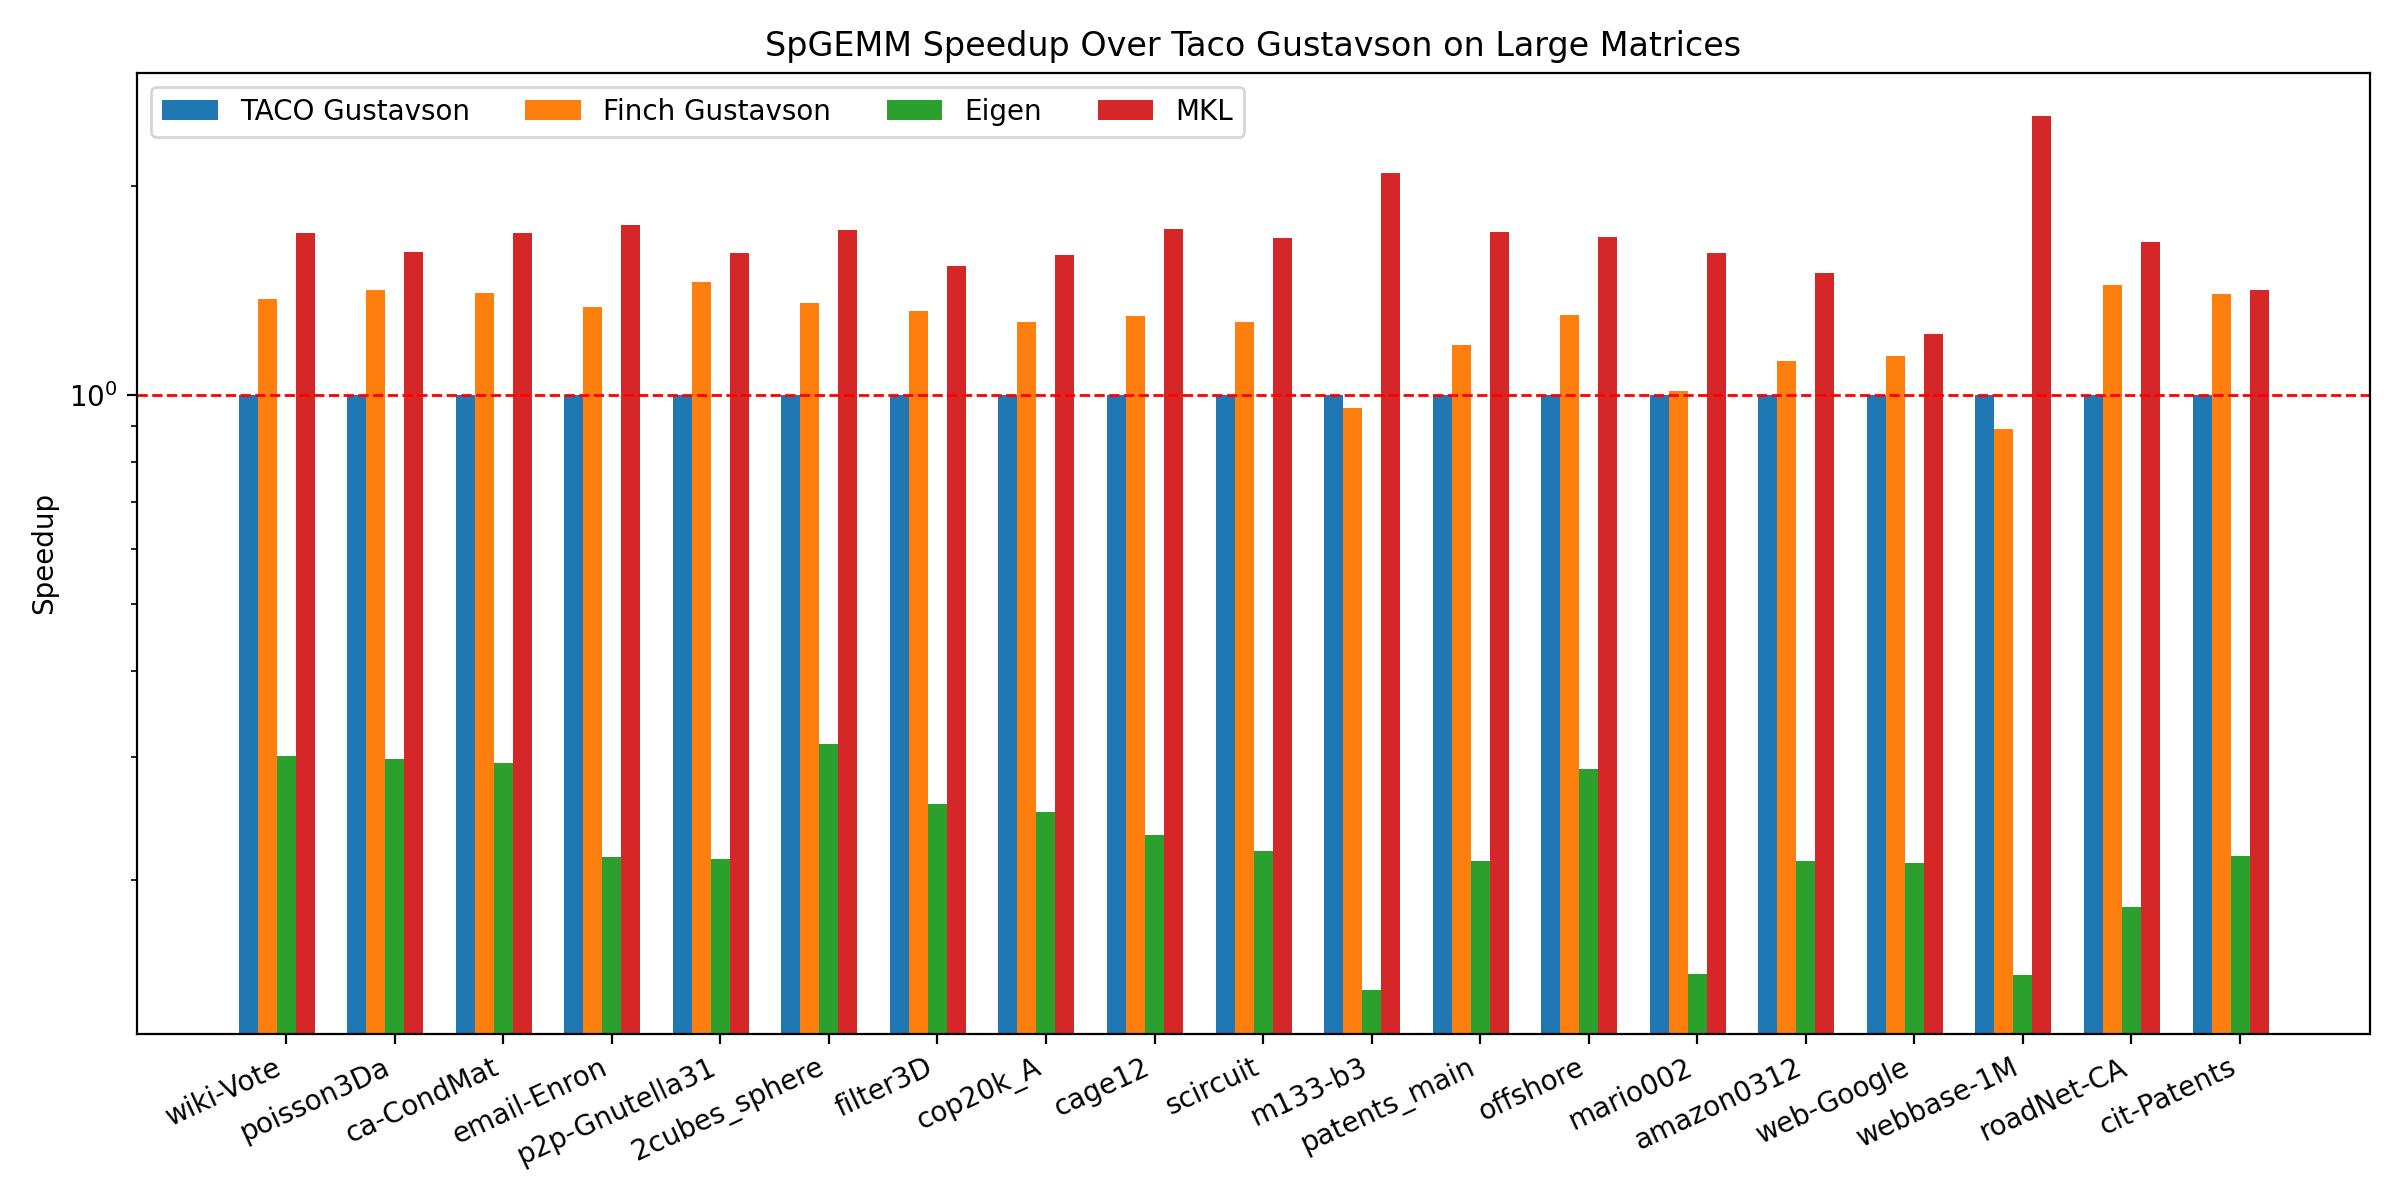 SpGEMM Speedup Over Taco Gustavson on Large Matrices
TACO Gustavson
Finch Gustavson
Eigen
MKL
10⁰
Speedup
wiki-Vote
poisson3Da
ca-CondMat
email-Enron
p2p-Gnutella31
2cubes_sphere
filter3D
cop20k_A
cage12
scircuit
m133-b3
patents_main
offshore
mario002
amazon0312
web-Google
webbase-1M
roadNet-CA
cit-Patents